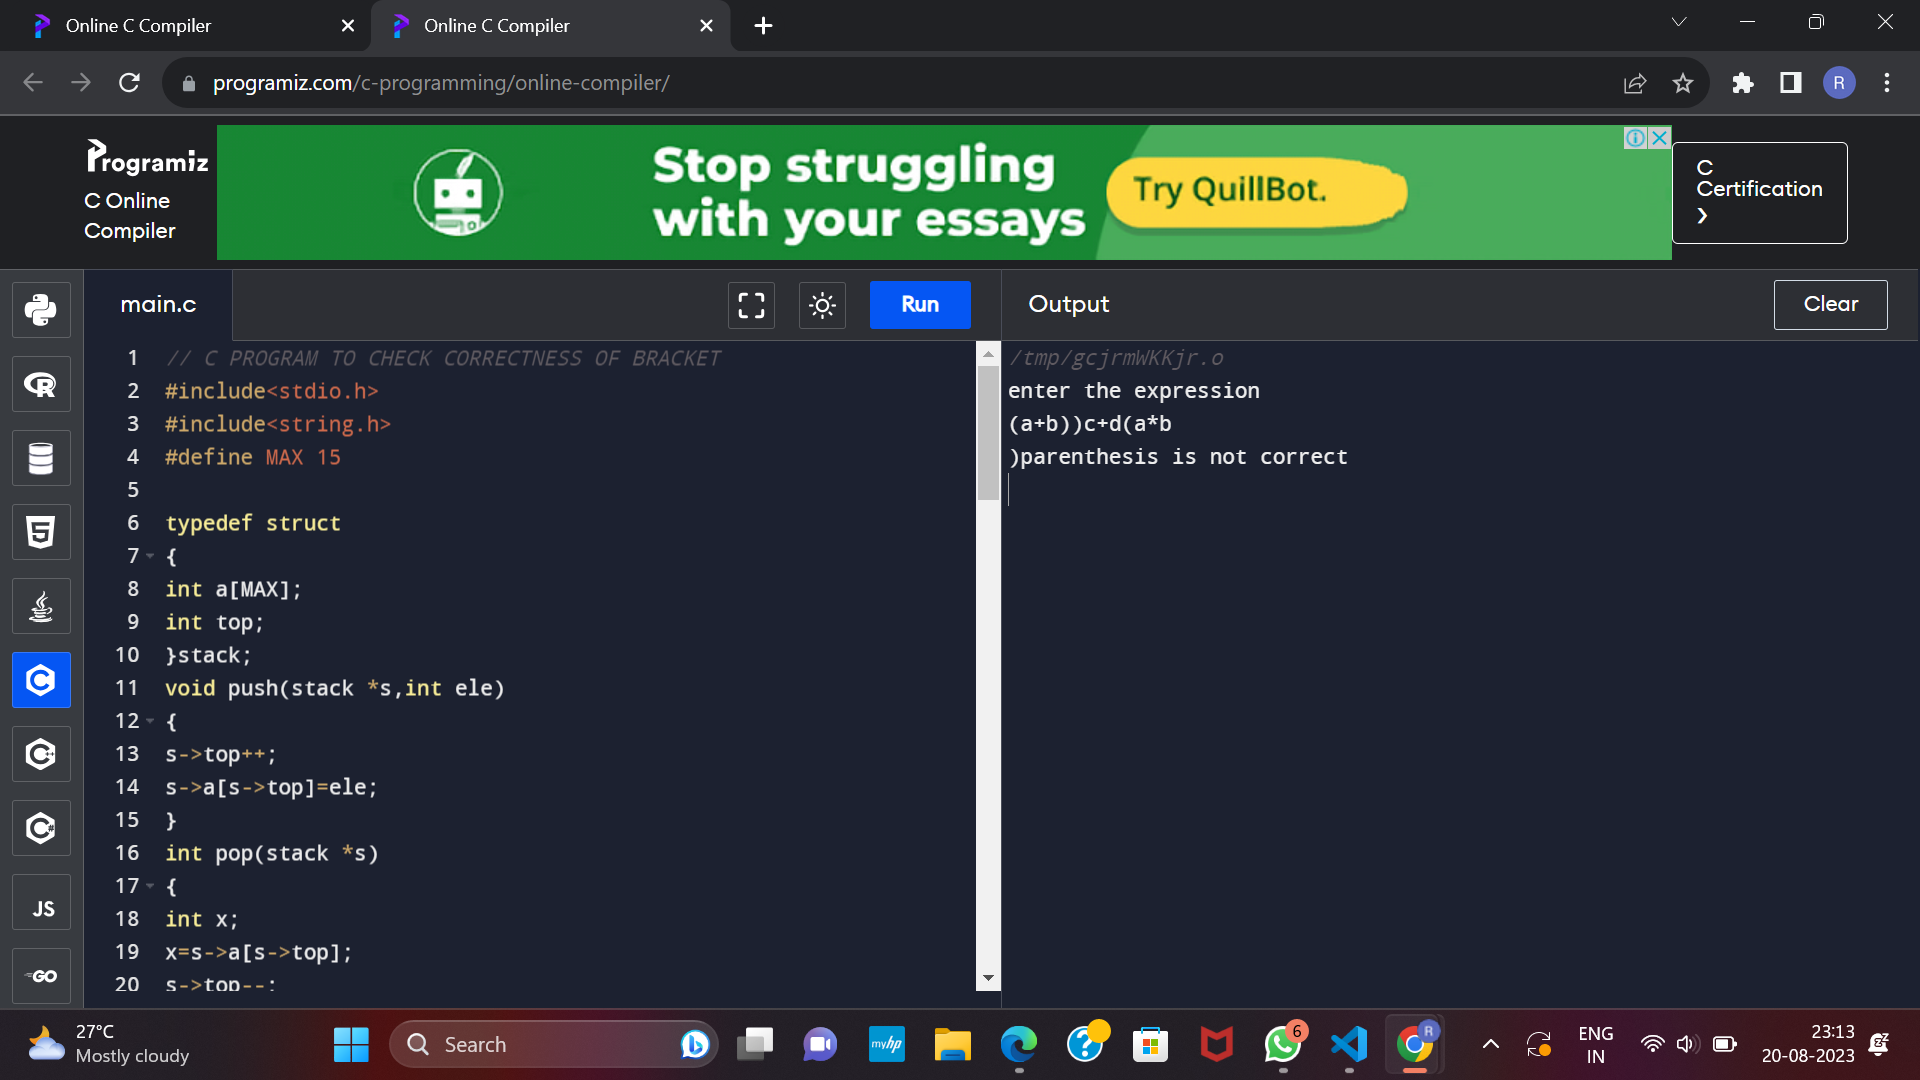 Online C Compiler
Online C Compiler
programiz.com/c-programming/online-compiler/
R
Programiz
C Online
Compiler
Stop struggling
with your essays
Try QuillBot.
C
Certification
main.c
Run
Output
Clear
1 // C PROGRAM TO CHECK CORRECTNESS OF BRACKET
2 #include<stdio.h>
3 #include<string.h>
4 #define MAX 15
5
6 typedef struct
7 {
8 int a[MAX];
9 int top;
10 }stack;
11 void push(stack *s,int ele)
12 {
13 s->top++;
14 s->a[s->top]=ele;
15 }
16 int pop(stack *s)
17 {
18 int x;
19 x=s->a[s->top];
20 s->top--;
/tmp/gcjrmWKKjr.o
enter the expression
(a+b))c+d(a*b
)parenthesis is not correct
JS
GO
27°C
Mostly cloudy
Search
myhp
6
R
ENG
IN
23:13
20-08-2023